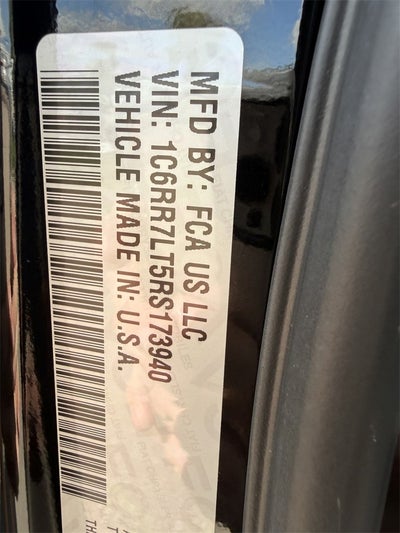 MFD BY: FCA US LLC
VIN: 1C6RR7LT5RS173940
VEHICLE MADE IN: U.S.A.